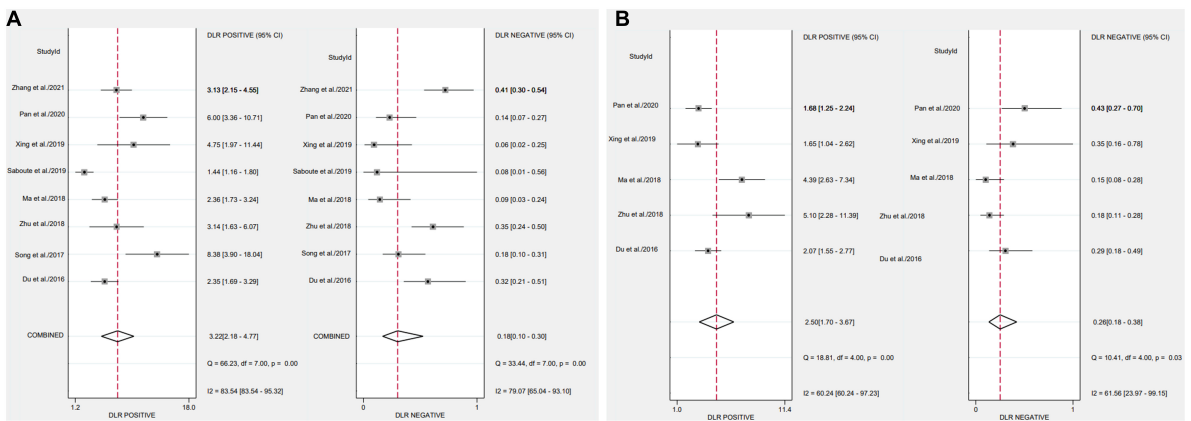 A
DLR POSITIVE (95% CI)
StudyId
Zhang et al./2021
3.13 [2.15 - 4.55]
Pan et al./2020
6.00 [3.36 - 10.71]
Xing et al./2019
4.75 [1.97 - 11.44]
Saboute et al./2019
1.44 [1.16 - 1.80]
Ma et al./2018
2.36 [1.73 - 3.24]
Zhu et al./2018
3.14 [1.63 - 6.07]
Song et al./2017
8.38 [3.90 - 18.04]
Du et al./2016
2.35 [1.69 - 3.29]
COMBINED
3.22[2.18 - 4.77]
Q = 66.23, df = 7.00, p = 0.00
I2 = 83.54 [83.54 - 95.32]
1.2
18.0
DLR POSITIVE
DLR NEGATIVE (95% CI)
StudyId
Zhang et al./2021
0.41 [0.30 - 0.54]
Pan et al./2020
0.14 [0.07 - 0.27]
Xing et al./2019
0.06 [0.02 - 0.25]
Saboute et al./2019
0.08 [0.01 - 0.56]
Ma et al./2018
0.09 [0.03 - 0.24]
Zhu et al./2018
0.35 [0.24 - 0.50]
Song et al./2017
0.18 [0.10 - 0.31]
Du et al./2016
0.32 [0.21 - 0.51]
COMBINED
0.18[0.10 - 0.30]
Q = 33.44, df = 7.00, p = 0.00
I2 = 79.07 [65.04 - 93.10]
0
1
DLR NEGATIVE
B
DLR POSITIVE (95% CI)
StudyId
Pan et al./2020
1.68 [1.25 - 2.24]
Xing et al./2019
1.65 [1.04 - 2.62]
Ma et al./2018
4.39 [2.63 - 7.34]
Zhu et al./2018
5.10 [2.28 - 11.39]
Du et al./2016
2.07 [1.55 - 2.77]
2.50[1.70 - 3.67]
Q = 18.81, df = 4.00, p = 0.00
I2 = 60.24 [60.24 - 97.23]
1.0
11.4
DLR POSITIVE
DLR NEGATIVE (95% CI)
StudyId
Pan et al./2020
0.43 [0.27 - 0.70]
Xing et al./2019
0.35 [0.16 - 0.78]
Ma et al./2018
0.15 [0.08 - 0.28]
Zhu et al./2018
0.18 [0.11 - 0.28]
Du et al./2016
0.29 [0.18 - 0.49]
0.26[0.18 - 0.38]
Q = 10.41, df = 4.00, p = 0.03
I2 = 61.56 [23.97 - 99.15]
0
1
DLR NEGATIVE